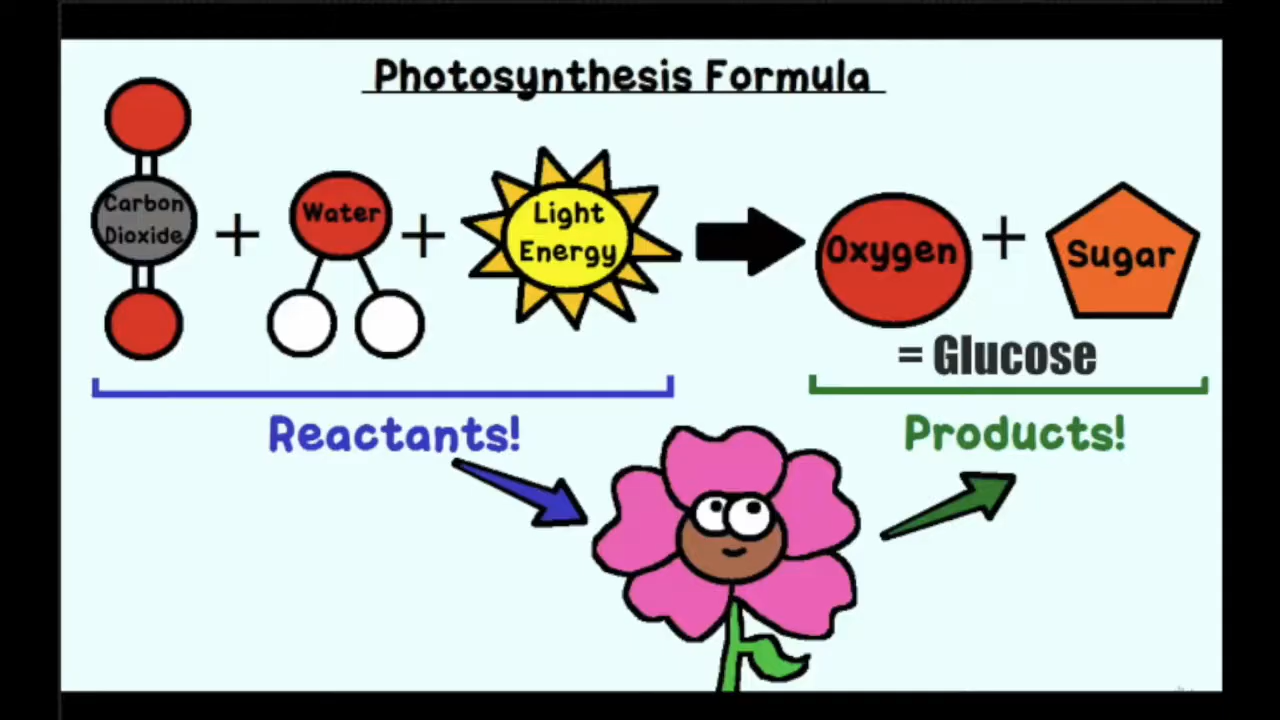 Photosynthesis Formula
Carbon
Dioxide
+
Water
+
Light
Energy
Oxygen
+
Sugar
= Glucose
Reactants!
Products!